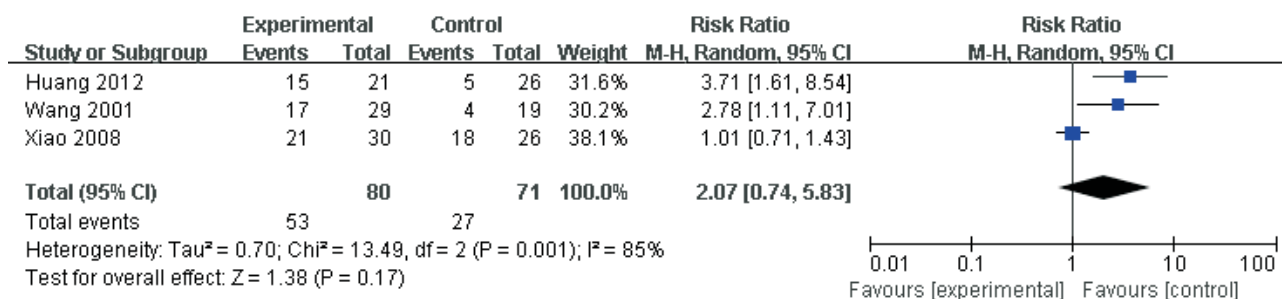 Experimental Control Risk Ratio Risk Ratio
Study or Subgroup Events Total Events Total Weight M-H, Random, 95% CI M-H, Random, 95% CI
Huang 2012 15 21 5 26 31.6% 3.71 [1.61, 8.54]
Wang 2001 17 29 4 19 30.2% 2.78 [1.11, 7.01]
Xiao 2008 21 30 18 26 38.1% 1.01 [0.71, 1.43]
Total (95% CI) 80 71 100.0% 2.07 [0.74, 5.83]
Total events 53 27
Heterogeneity: Tau² = 0.70; Chi² = 13.49, df = 2 (P = 0.001); I² = 85%
Test for overall effect: Z = 1.38 (P = 0.17)
0.01 0.1 1 10 100
Favours [experimental] Favours [control]